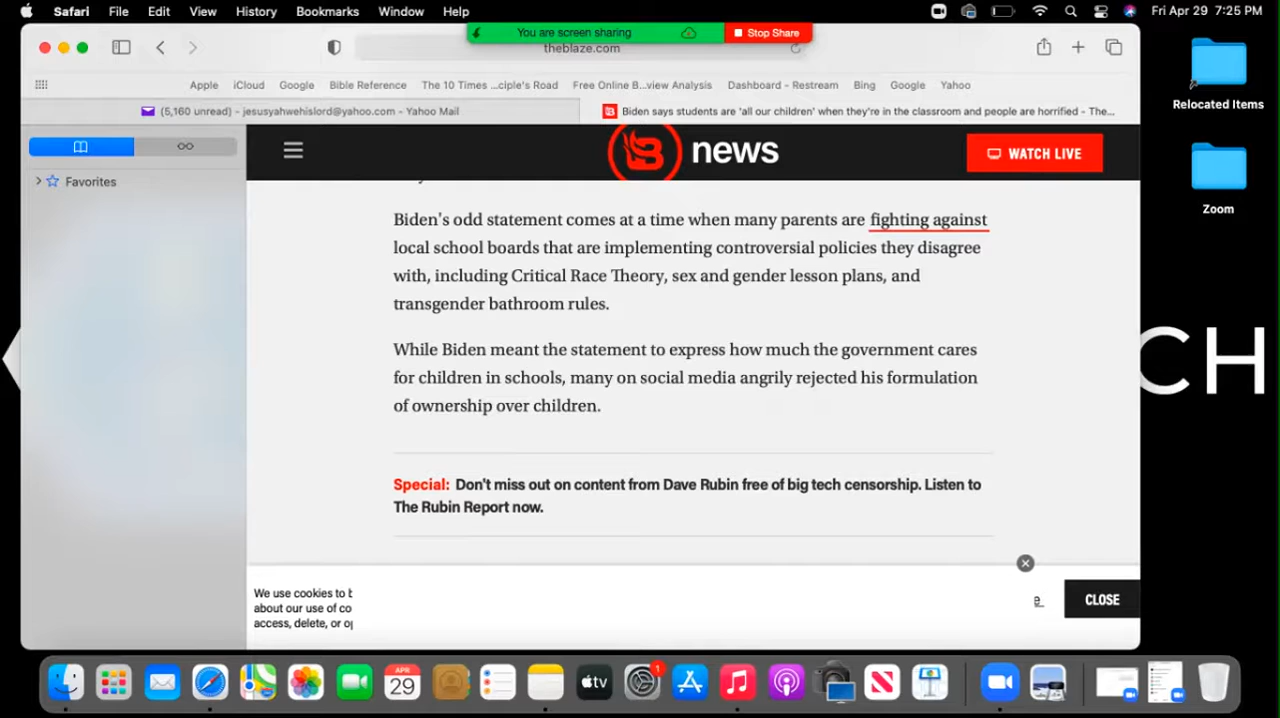 Safari File Edit View History Bookmarks Window Help Fri Apr 29 7:25 PM
You are screen sharing Stop Share
theblaze.com
Apple iCloud Google Bible Reference The 10 Times ...ciple's Road Free Online B...view Analysis Dashboard – Restream Bing Google Yahoo
(5,160 unread) - jesusyahwehislord@yahoo.com – Yahoo Mail
Biden says students are 'all our children' when they're in the classroom and people are horrified - The...
Relocated Items
Favorites
B news
WATCH LIVE
Zoom
Biden's odd statement comes at a time when many parents are fighting against
local school boards that are implementing controversial policies they disagree
with, including Critical Race Theory, sex and gender lesson plans, and
transgender bathroom rules.
While Biden meant the statement to express how much the government cares
for children in schools, many on social media angrily rejected his formulation
of ownership over children.
CH
Special: Don't miss out on content from Dave Rubin free of big tech censorship. Listen to
The Rubin Report now.
We use cookies to
about our use of co
access, delete, or
CLOSE
APR
29
tv
1